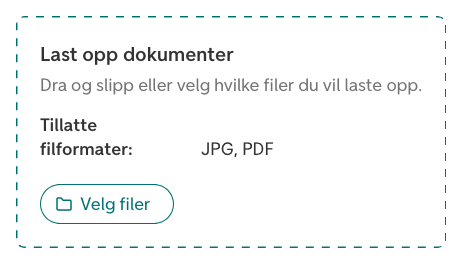 Last opp dokumenter
Dra og slipp eller velg hvilke filer du vil laste opp.
Tillatte
filformater: JPG, PDF
Velg filer